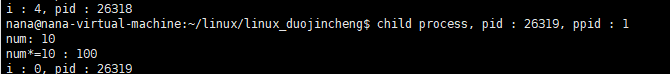 i : 4, pid : 26318
nana@nana-virtual-machine:~/linux/linux_duojincheng$ child process, pid : 26319, ppid : 1
num: 10
num*=10 : 100
i : 0, pid : 26319